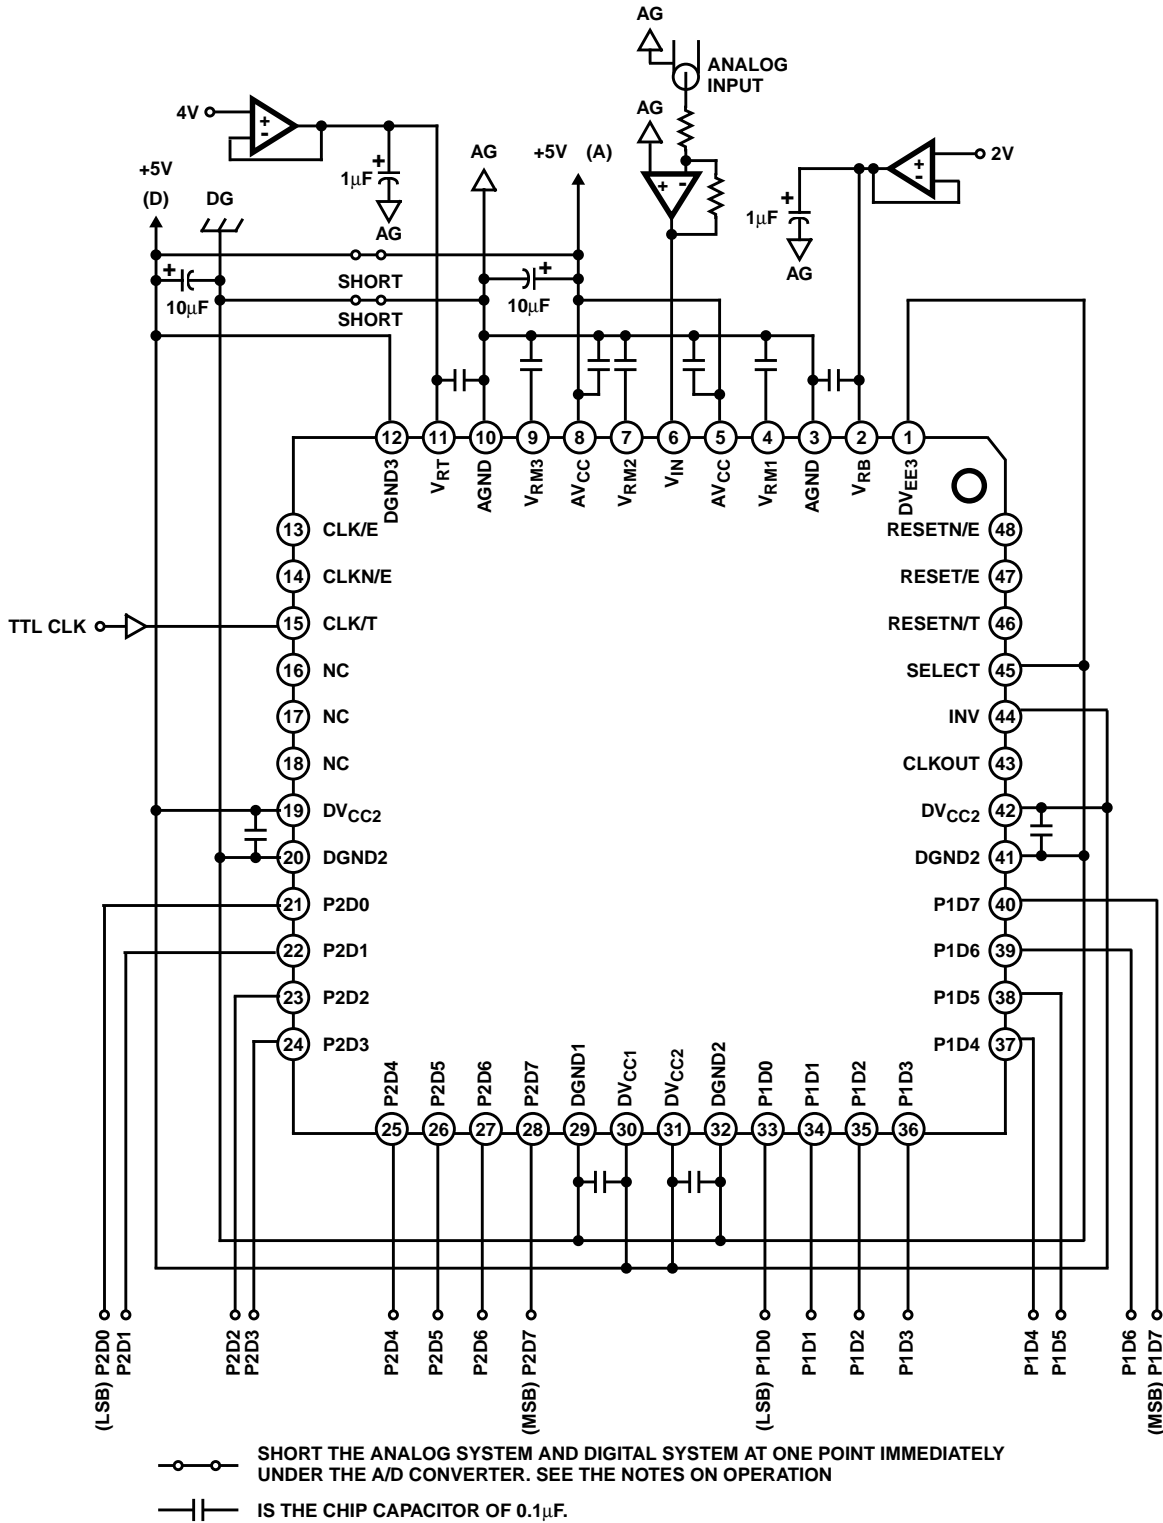 AG
ANALOG
INPUT
4V
AG
2V
+5V
(D)
DG
1μF
AG
AG
+5V (A)
1μF
AG
10μF
SHORT
SHORT
10μF
12 11 10 9 8 7 6 5 4 3 2 1
DGND3 VRT AGND VRM3 AVCC VRM2 VIN AVCC VRM1 AGND VRB DVEE3
13 CLK/E
RESETN/E 48
14 CLKN/E
RESET/E 47
TTL CLK
15 CLK/T
RESETN/T 46
16 NC
SELECT 45
17 NC
INV 44
18 NC
CLKOUT 43
19 DVCC2
DVCC2 42
20 DGND2
DGND2 41
21 P2D0
P1D7 40
22 P2D1
P1D6 39
23 P2D2
P1D5 38
24 P2D3
P1D4 37
P2D4 P2D5 P2D6 P2D7 DGND1 DVCC1 DVCC2 DGND2 P1D0 P1D1 P1D2 P1D3
25 26 27 28 29 30 31 32 33 34 35 36
(LSB) P2D0
P2D1
P2D2
P2D3
P2D4
P2D5
P2D6
(MSB) P2D7
(LSB) P1D0
P1D1
P1D2
P1D3
P1D4
P1D5
P1D6
(MSB) P1D7
SHORT THE ANALOG SYSTEM AND DIGITAL SYSTEM AT ONE POINT IMMEDIATELY
UNDER THE A/D CONVERTER. SEE THE NOTES ON OPERATION
IS THE CHIP CAPACITOR OF 0.1μF.